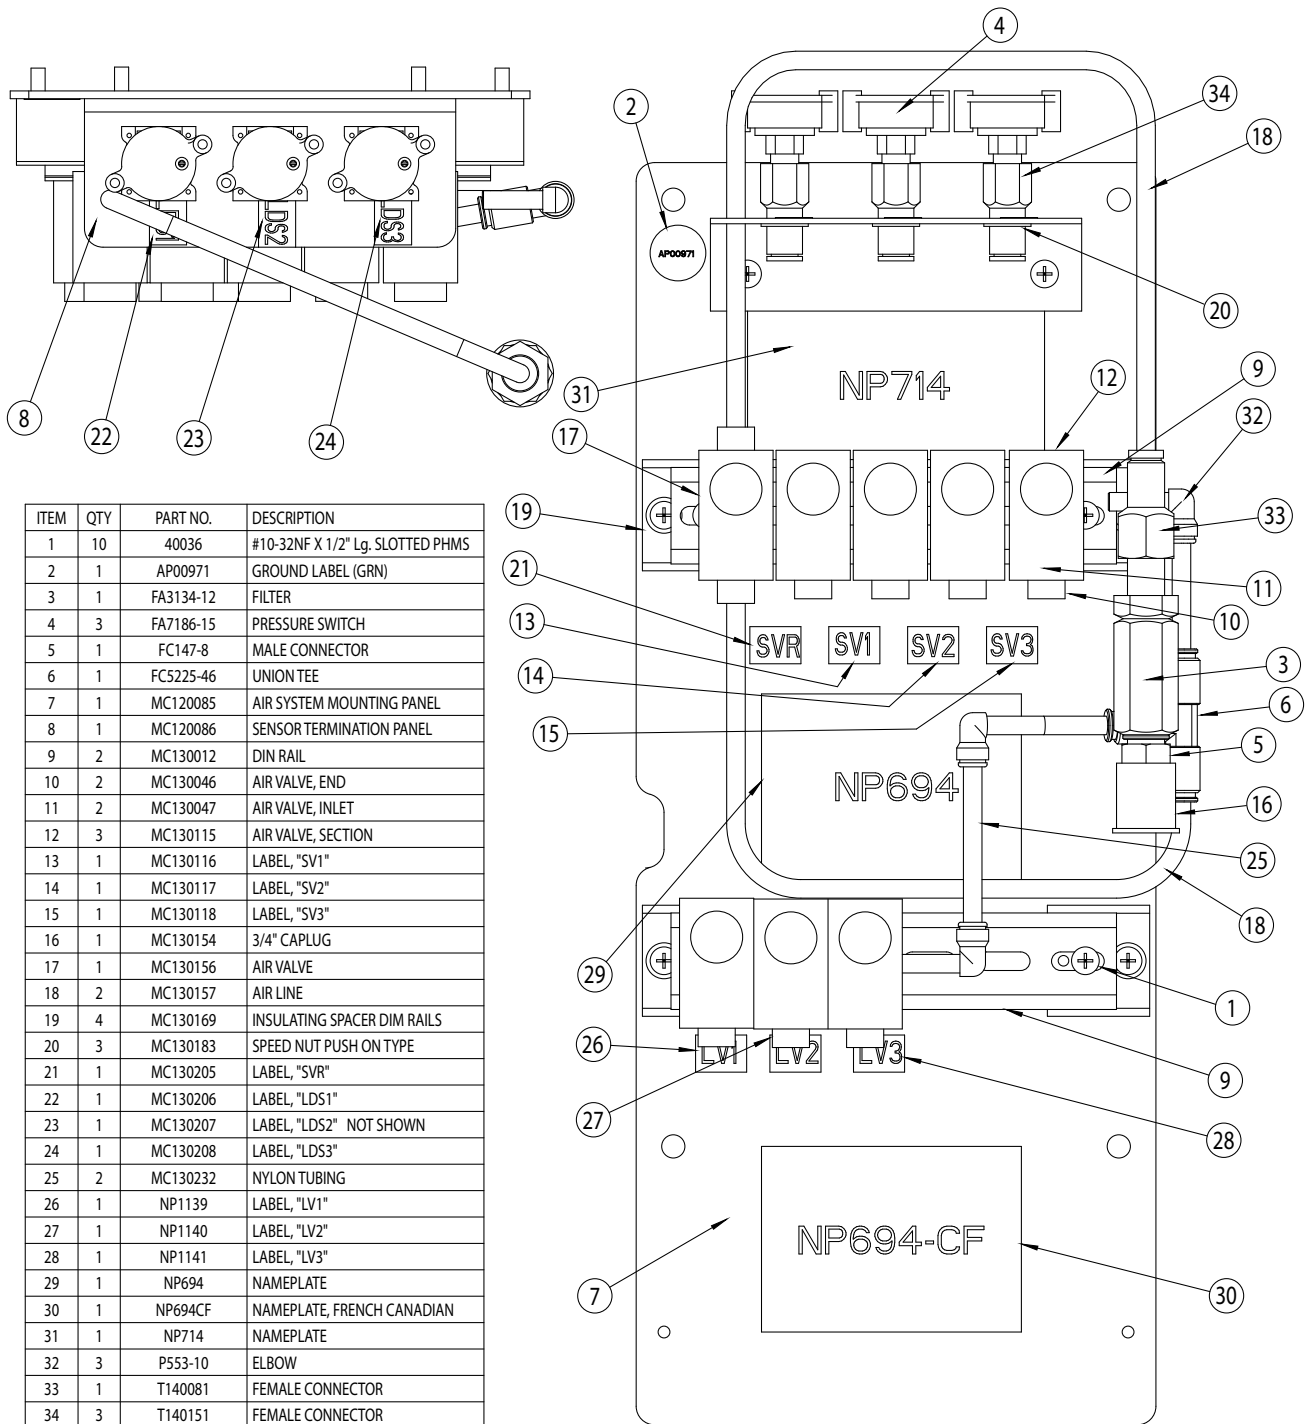 4
34
2
18
AP00971
20
8
22
23
24
LDS2
LDS3
31
NP714
12
9
17
32
19
33
21
11
13
10
SVR
SV1
SV2
SV3
14
3
15
6
5
NP694
16
25
18
29
1
26
LV1
LV2
LV3
9
27
28
7
NP694-CF
30
ITEM QTY PART NO. DESCRIPTION
1 10 40036 #10-32NF X 1/2" Lg. SLOTTED PHMS
2 1 AP00971 GROUND LABEL (GRN)
3 1 FA3134-12 FILTER
4 3 FA7186-15 PRESSURE SWITCH
5 1 FC147-8 MALE CONNECTOR
6 1 FC5225-46 UNION TEE
7 1 MC120085 AIR SYSTEM MOUNTING PANEL
8 1 MC120086 SENSOR TERMINATION PANEL
9 2 MC130012 DIN RAIL
10 2 MC130046 AIR VALVE, END
11 2 MC130047 AIR VALVE, INLET
12 3 MC130115 AIR VALVE, SECTION
13 1 MC130116 LABEL, "SV1"
14 1 MC130117 LABEL, "SV2"
15 1 MC130118 LABEL, "SV3"
16 1 MC130154 3/4" CAPLUG
17 1 MC130156 AIR VALVE
18 2 MC130157 AIR LINE
19 4 MC130169 INSULATING SPACER DIM RAILS
20 3 MC130183 SPEED NUT PUSH ON TYPE
21 1 MC130205 LABEL, "SVR"
22 1 MC130206 LABEL, "LDS1"
23 1 MC130207 LABEL, "LDS2" NOT SHOWN
24 1 MC130208 LABEL, "LDS3"
25 2 MC130232 NYLON TUBING
26 1 NP1139 LABEL, "LV1"
27 1 NP1140 LABEL, "LV2"
28 1 NP1141 LABEL, "LV3"
29 1 NP694 NAMEPLATE
30 1 NP694CF NAMEPLATE, FRENCH CANADIAN
31 1 NP714 NAMEPLATE
32 3 P553-10 ELBOW
33 1 T140081 FEMALE CONNECTOR
34 3 T140151 FEMALE CONNECTOR